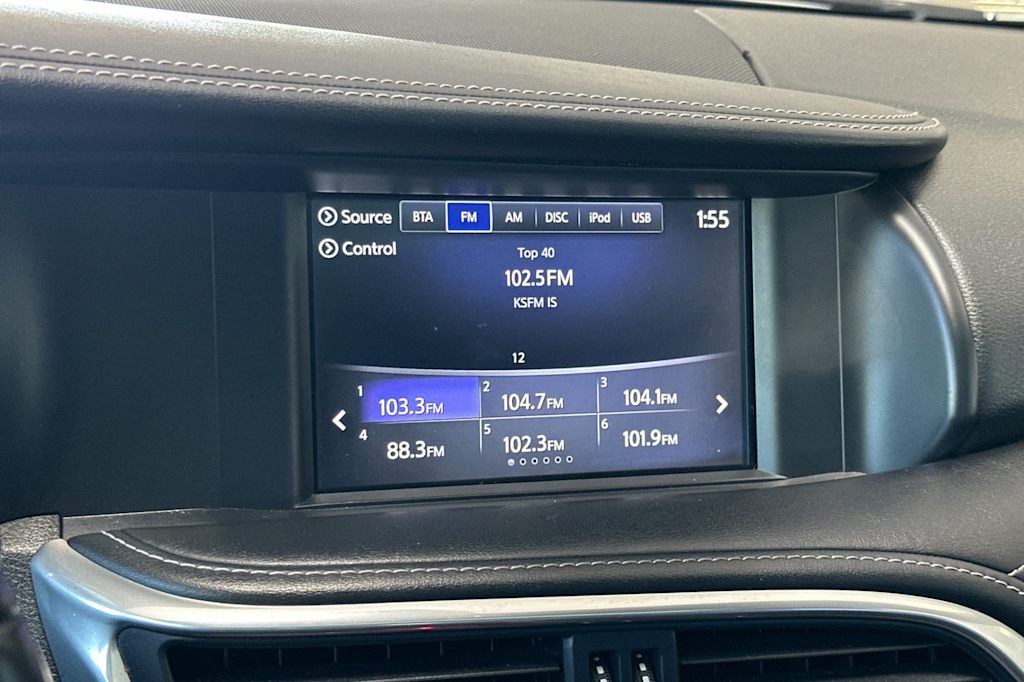 Source BTA FM AM DISC iPod USB 1:55
Control
Top 40
102.5FM
KSFM IS
12
1 103.3FM 2 104.7FM 3 104.1FM
4 88.3FM 5 102.3FM 6 101.9FM